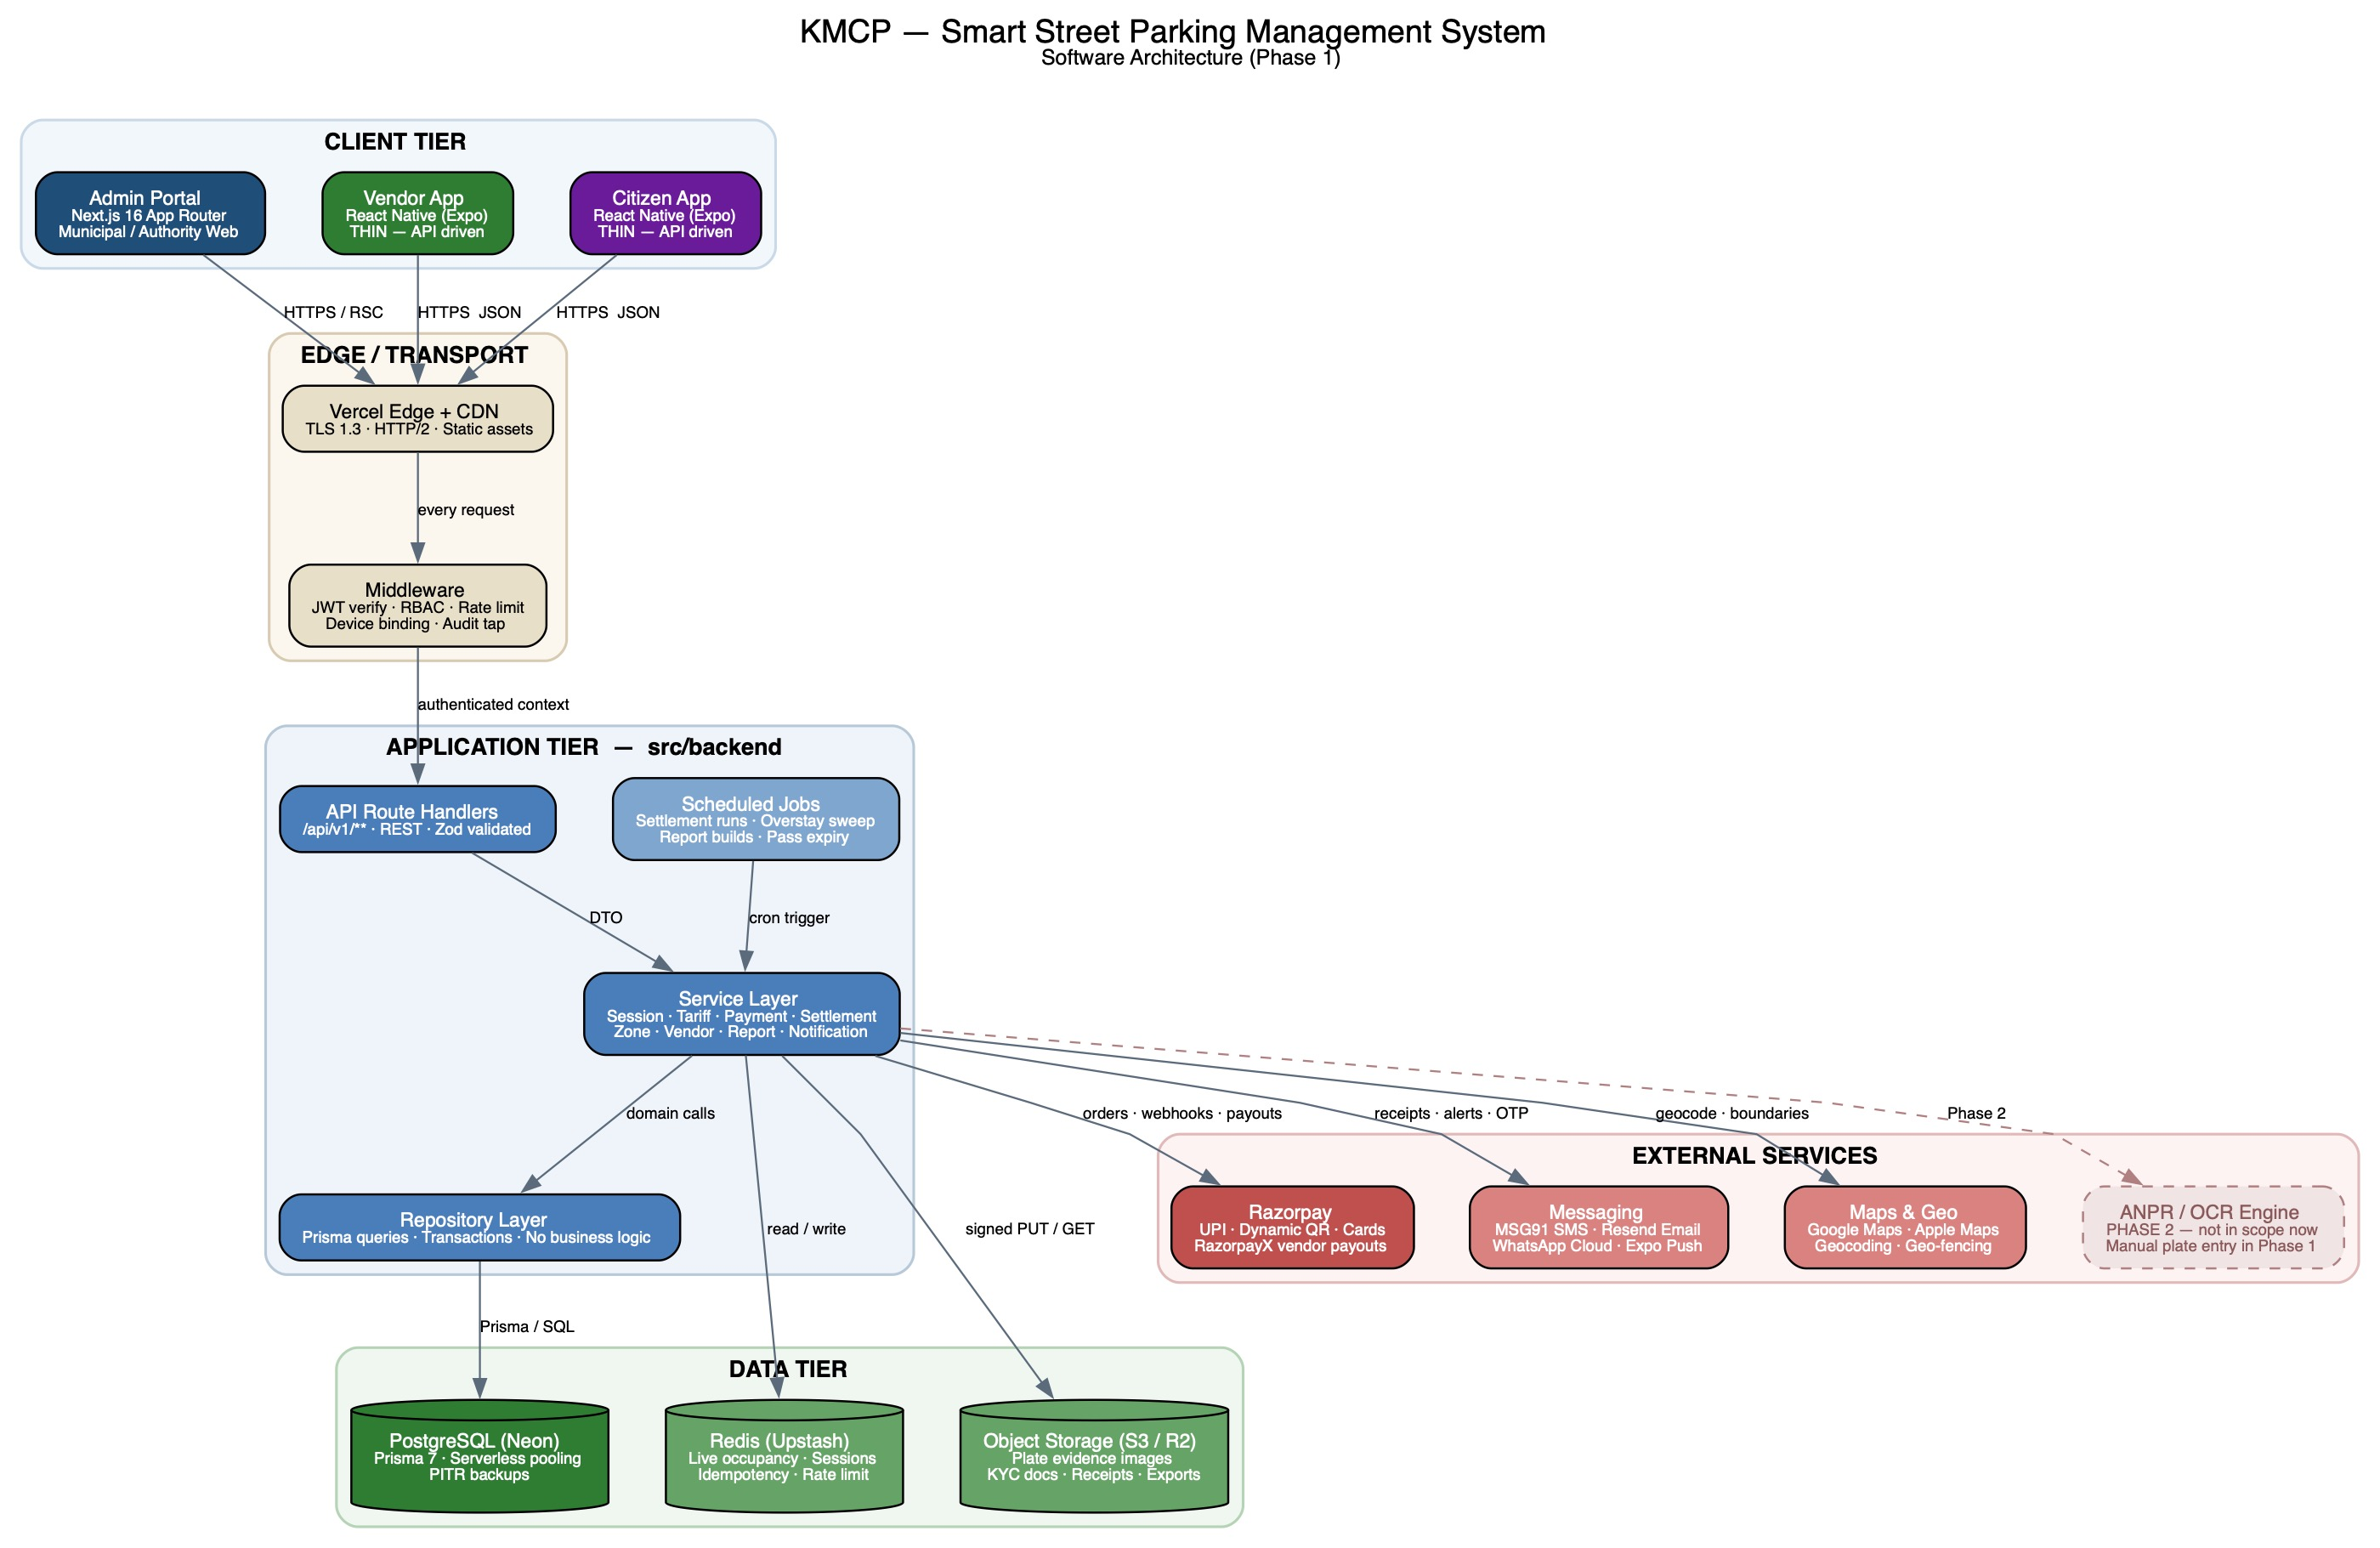 KMCP — Smart Street Parking Management System
Software Architecture (Phase 1)
CLIENT TIER
Admin Portal
Next.js 16 App Router
Municipal / Authority Web
Vendor App
React Native (Expo)
THIN — API driven
Citizen App
React Native (Expo)
THIN — API driven
HTTPS / RSC
HTTPS  JSON
HTTPS  JSON
EDGE / TRANSPORT
Vercel Edge + CDN
TLS 1.3 · HTTP/2 · Static assets
every request
Middleware
JWT verify · RBAC · Rate limit
Device binding · Audit tap
authenticated context
APPLICATION TIER  —  src/backend
API Route Handlers
/api/v1/** · REST · Zod validated
Scheduled Jobs
Settlement runs · Overstay sweep
Report builds · Pass expiry
DTO
cron trigger
Service Layer
Session · Tariff · Payment · Settlement
Zone · Vendor · Report · Notification
domain calls
orders · webhooks · payouts
receipts · alerts · OTP
geocode · boundaries
Phase 2
Repository Layer
Prisma queries · Transactions · No business logic
read / write
signed PUT / GET
EXTERNAL SERVICES
Razorpay
UPI · Dynamic QR · Cards
RazorpayX vendor payouts
Messaging
MSG91 SMS · Resend Email
WhatsApp Cloud · Expo Push
Maps & Geo
Google Maps · Apple Maps
Geocoding · Geo-fencing
ANPR / OCR Engine
PHASE 2 — not in scope now
Manual plate entry in Phase 1
Prisma / SQL
DATA TIER
PostgreSQL (Neon)
Prisma 7 · Serverless pooling
PITR backups
Redis (Upstash)
Live occupancy · Sessions
Idempotency · Rate limit
Object Storage (S3 / R2)
Plate evidence images
KYC docs · Receipts · Exports